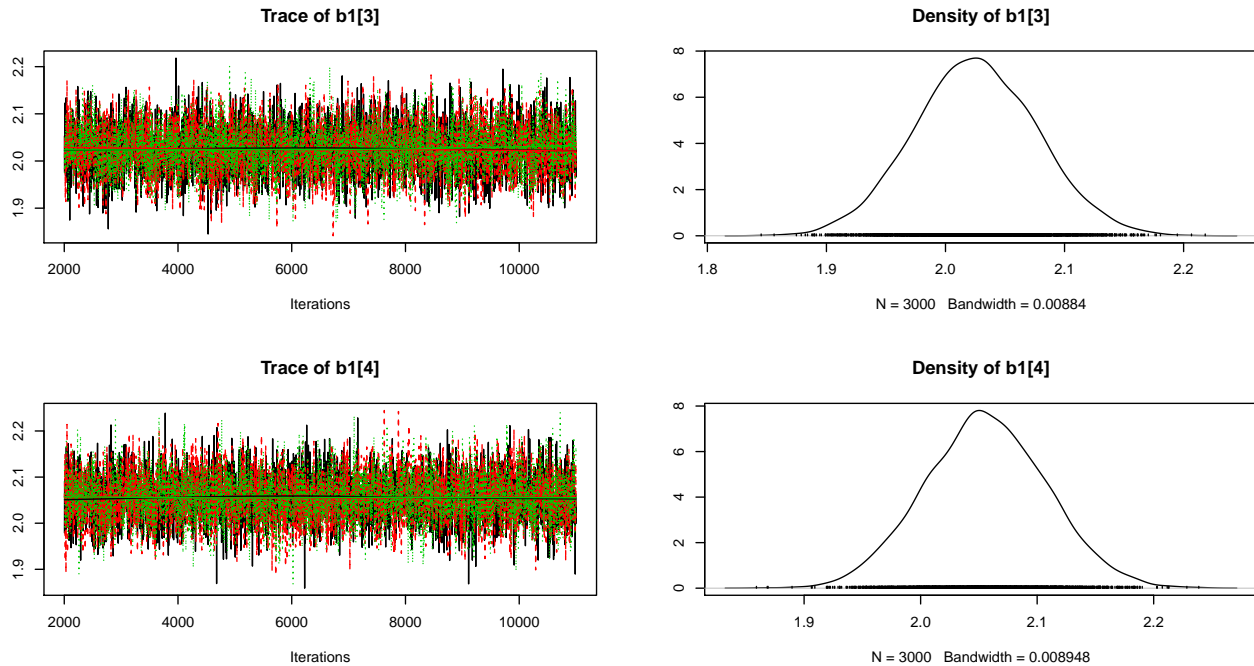 Trace of b1[3]
Density of b1[3]
2.2
2.1
2.0
1.9
2000 4000 6000 8000 10000
Iterations
8
6
4
2
0
1.8 1.9 2.0 2.1 2.2
N = 3000 Bandwidth = 0.00884
Trace of b1[4]
Density of b1[4]
2.2
2.1
2.0
1.9
2000 4000 6000 8000 10000
Iterations
8
6
4
2
0
1.9 2.0 2.1 2.2
N = 3000 Bandwidth = 0.008948